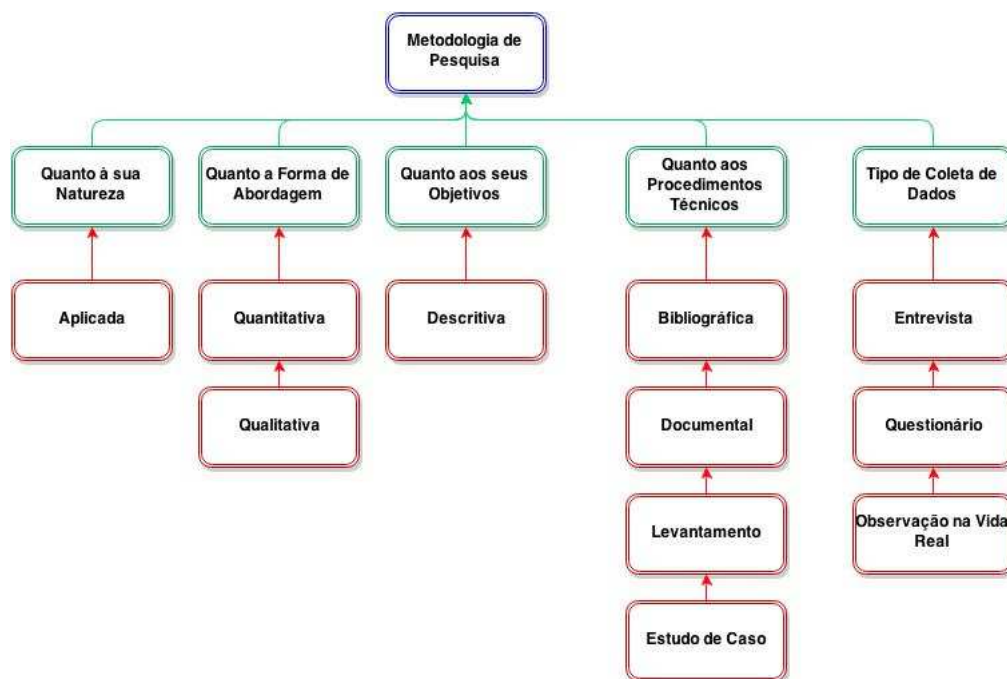 Metodologia de
Pesquisa
Quanto à sua
Natureza
Quanto a Forma de
Abordagem
Quanto aos seus
Objetivos
Quanto aos
Procedimentos
Técnicos
Tipo de Coleta de
Dados
Aplicada
Quantitativa
Descritiva
Bibliográfica
Entrevista
Qualitativa
Documental
Questionário
Levantamento
Observação na Vida
Real
Estudo de Caso